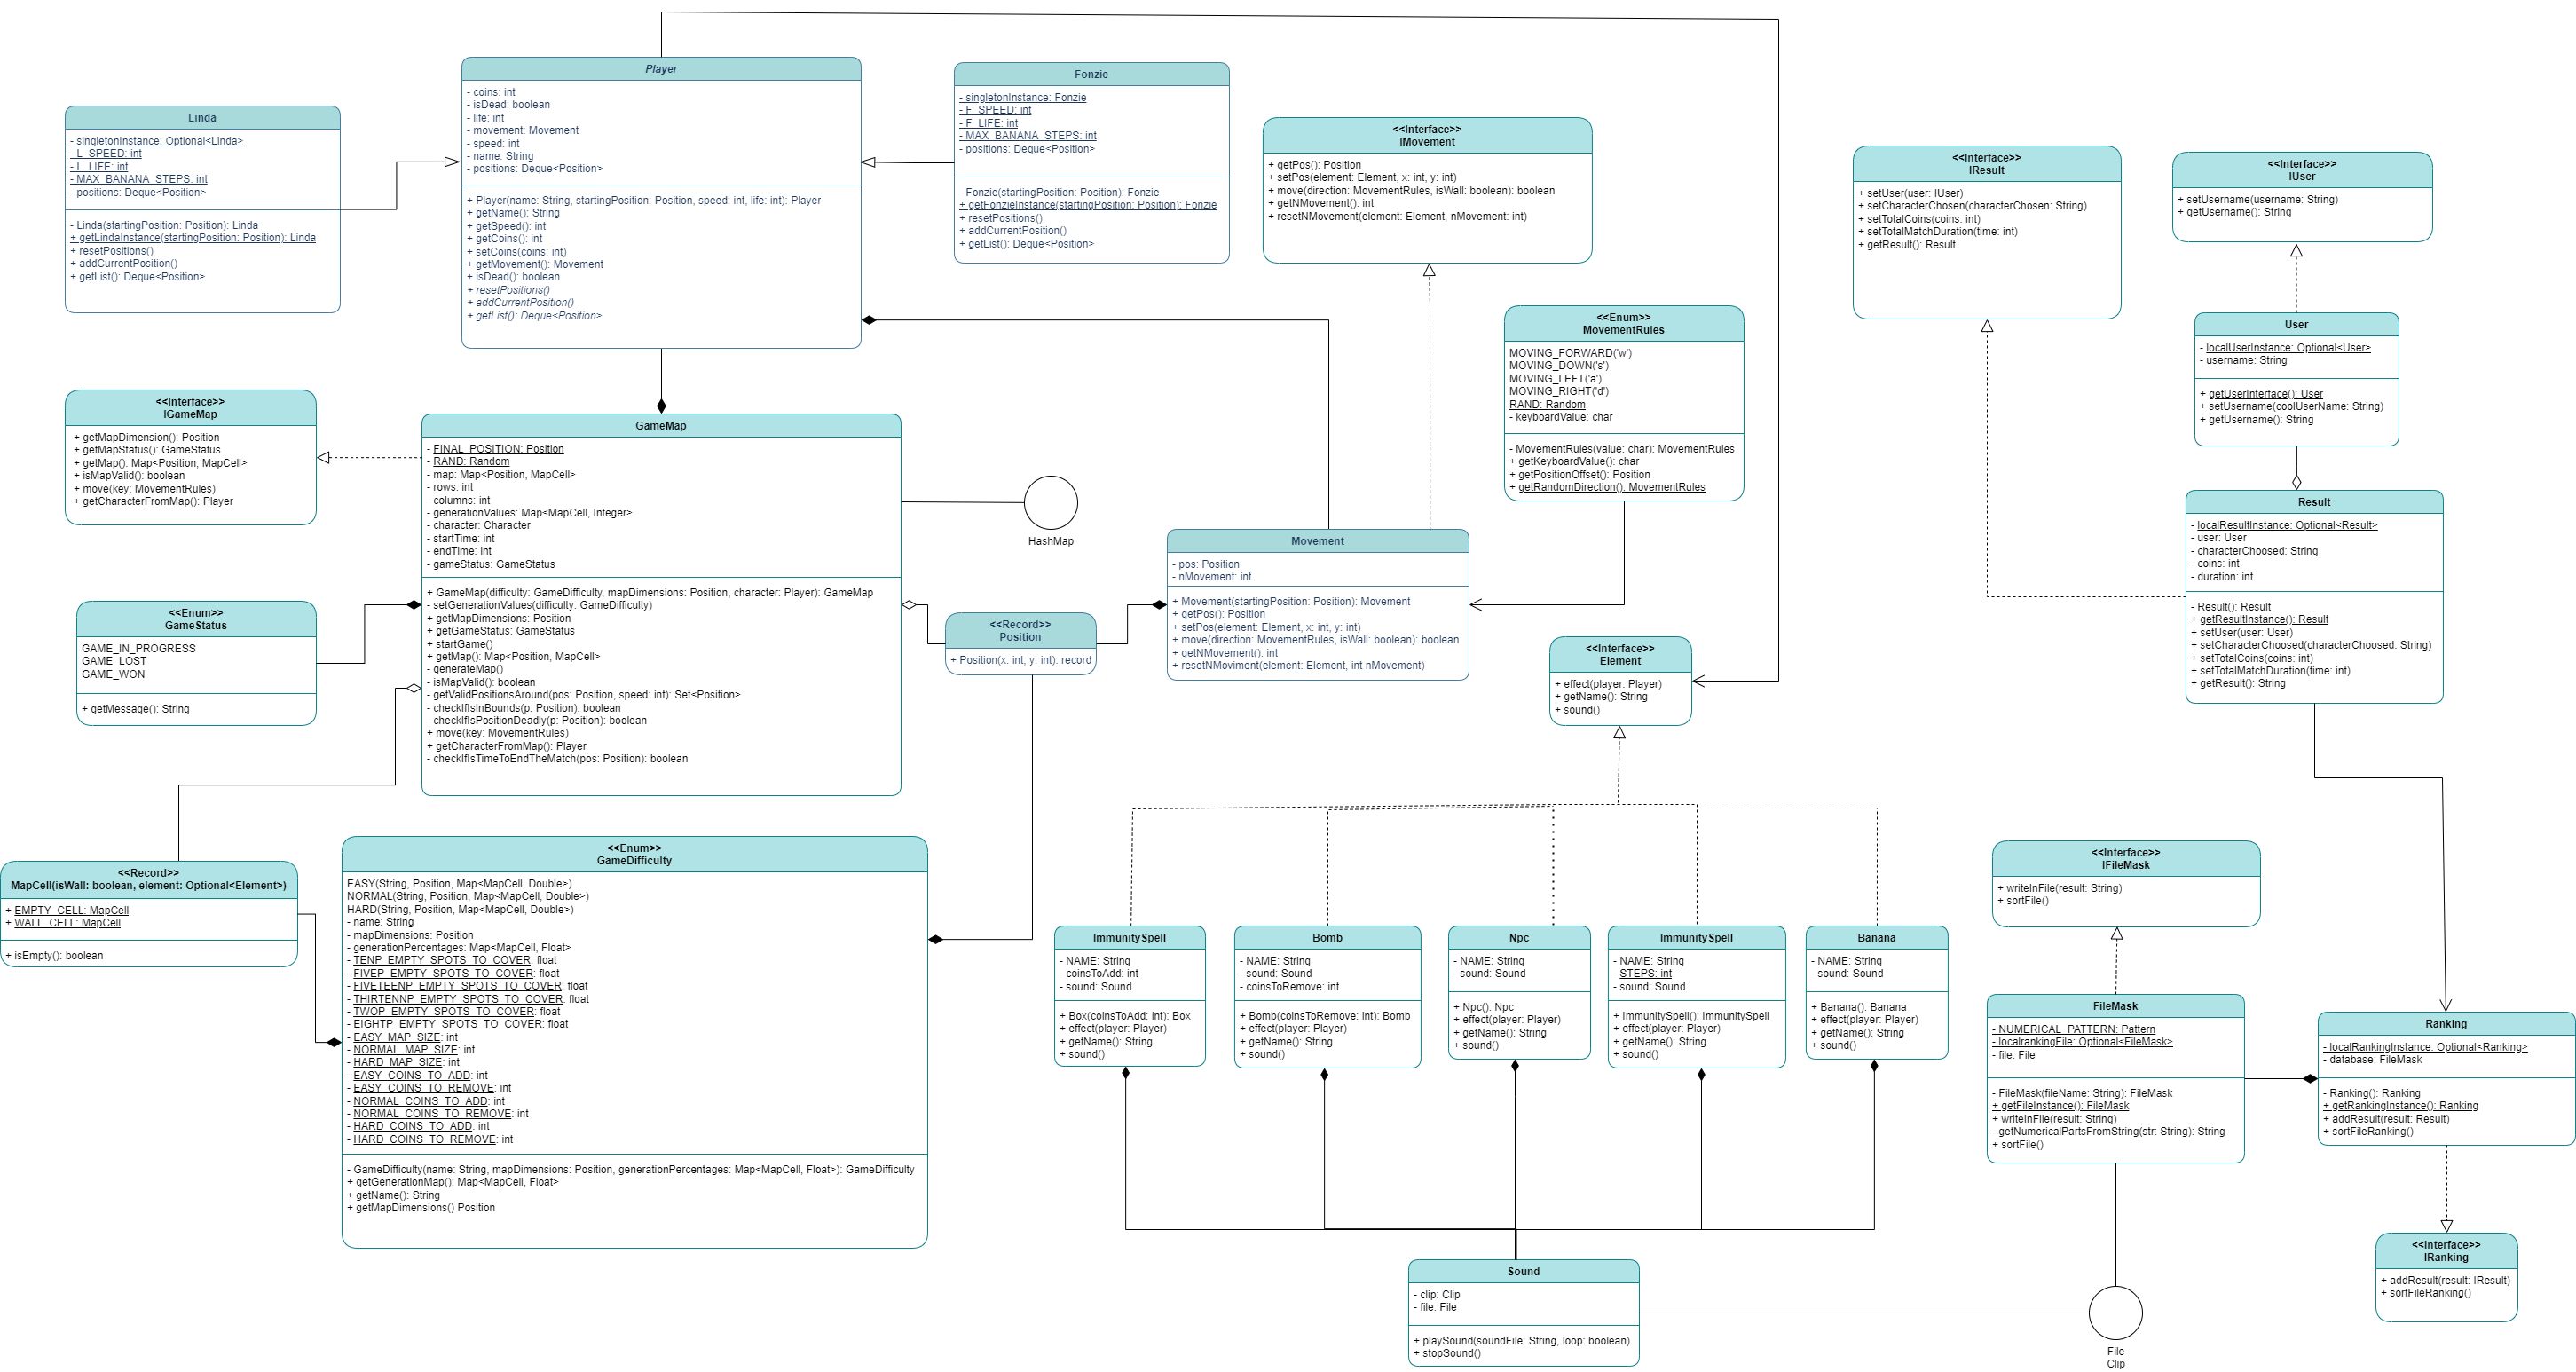 Player
- coins: int
- isDead: boolean
- life: int
- movement: Movement
- speed: int
- name: String
- positions: Deque<Position>
+ Player(name: String, startingPosition: Position, speed: int, life: int): Player
+ getName(): String
+ getSpeed(): int
+ getCoins(): int
+ setCoins(coins: int)
+ getMovement(): Movement
+ isDead(): boolean
+ resetPositions()
+ addCurrentPosition()
+ getList(): Deque<Position>
Fonzie
- singletonInstance: Fonzie
- F_SPEED: int
- F_LIFE: int
- MAX_BANANA_STEPS: int
- positions: Deque<Position>
- Fonzie(startingPosition: Position): Fonzie
+ getFonzieInstance(startingPosition: Position): Fonzie
+ resetPositions()
+ addCurrentPosition()
+ getList(): Deque<Position>
Linda
- singletonInstance: Optional<Linda>
- L_SPEED: int
- L_LIFE: int
- MAX_BANANA_STEPS: int
- positions: Deque<Position>
- Linda(startingPosition: Position): Linda
+ getLindaInstance(startingPosition: Position): Linda
+ resetPositions()
+ addCurrentPosition()
+ getList(): Deque<Position>
<<Interface>>
IMovement
+ getPos(): Position
+ setPos(element: Element, x: int, y: int)
+ move(direction: MovementRules, isWall: boolean): boolean
+ getNMovement(): int
+ resetNMovement(element: Element, nMovement: int)
<<Interface>>
IResult
+ setUser(user: IUser)
+ setCharacterChosen(characterChosen: String)
+ setTotalCoins(coins: int)
+ setTotalMatchDuration(time: int)
+ getResult(): Result
<<Interface>>
IUser
+ setUsername(username: String)
+ getUsername(): String
<<Enum>>
MovementRules
MOVING_FORWARD('w')
MOVING_DOWN('s')
MOVING_LEFT('a')
MOVING_RIGHT('d')
RAND: Random
- keyboardValue: char
- MovementRules(value: char): MovementRules
+ getKeyboardValue(): char
+ getPositionOffset(): Position
+ getRandomDirection(): MovementRules
User
- localUserInstance: Optional<User>
- username: String
+ getUserInterface(): User
+ setUsername(coolUserName: String)
+ getUsername(): String
<<Interface>>
IGameMap
+ getMapDimension(): Position
+ getMapStatus(): GameStatus
+ getMap(): Map<Position, MapCell>
+ isMapValid(): boolean
+ move(key: MovementRules)
+ getCharacterFromMap(): Player
GameMap
- FINAL_POSITION: Position
- RAND: Random
- map: Map<Position, MapCell>
- rows: int
- columns: int
- generationValues: Map<MapCell, Integer>
- character: Character
- startTime: int
- endTime: int
- gameStatus: GameStatus
+ GameMap(difficulty: GameDifficulty, mapDimensions: Position, character: Player): GameMap
- setGenerationValues(difficulty: GameDifficulty)
+ getMapDimensions: Position
+ getGameStatus: GameStatus
+ startGame()
+ getMap(): Map<Position, MapCell>
- generateMap()
- isMapValid(): boolean
- getValidPositionsAround(pos: Position, speed: int): Set<Position>
- checkIfIsInBounds(p: Position): boolean
- checkIfIsPositionDeadly(p: Position): boolean
+ move(key: MovementRules)
+ getCharacterFromMap(): Player
- checkIfIsTimeToEndTheMatch(pos: Position): boolean
HashMap
Result
- localResultInstance: Optional<Result>
- user: User
- characterChoosed: String
- coins: int
- duration: int
- Result(): Result
+ getResultInstance(): Result
+ setUser(user: User)
+ setCharacterChoosed(characterChoosed: String)
+ setTotalCoins(coins: int)
+ setTotalMatchDuration(time: int)
+ getResult(): String
Movement
- pos: Position
- nMovement: int
+ Movement(startingPosition: Position): Movement
+ getPos(): Position
+ setPos(element: Element, x: int, y: int)
+ move(direction: MovementRules, isWall: boolean): boolean
+ getNMovement(): int
+ resetNMoviment(element: Element, int nMovement)
<<Enum>>
GameStatus
GAME_IN_PROGRESS
GAME_LOST
GAME_WON
+ getMessage(): String
<<Record>>
Position
+ Position(x: int, y: int): record
<<Interface>>
Element
+ effect(player: Player)
+ getName(): String
+ sound()
<<Record>>
MapCell(isWall: boolean, element: Optional<Element>)
+ EMPTY_CELL: MapCell
+ WALL_CELL: MapCell
+ isEmpty(): boolean
<<Enum>>
GameDifficulty
EASY(String, Position, Map<MapCell, Double>)
NORMAL(String, Position, Map<MapCell, Double>)
HARD(String, Position, Map<MapCell, Double>)
- name: String
- mapDimensions: Position
- generationPercentages: Map<MapCell, Float>
- TENP_EMPTY_SPOTS_TO_COVER: float
- FIVEP_EMPTY_SPOTS_TO_COVER: float
- FIVETEENP_EMPTY_SPOTS_TO_COVER: float
- THIRTENNP_EMPTY_SPOTS_TO_COVER: float
- TWOP_EMPTY_SPOTS_TO_COVER: float
- EIGHTP_EMPTY_SPOTS_TO_COVER: float
- EASY_MAP_SIZE: int
- NORMAL_MAP_SIZE: int
- HARD_MAP_SIZE: int
- EASY_COINS_TO_ADD: int
- EASY_COINS_TO_REMOVE: int
- NORMAL_COINS_TO_ADD: int
- NORMAL_COINS_TO_REMOVE: int
- HARD_COINS_TO_ADD: int
- HARD_COINS_TO_REMOVE: int
- GameDifficulty(name: String, mapDimensions: Position, generationPercentages: Map<MapCell, Float>): GameDifficulty
+ getGenerationMap(): Map<MapCell, Float>
+ getName(): String
+ getMapDimensions() Position
<<Interface>>
IFileMask
+ writeInFile(result: String)
+ sortFile()
ImmunitySpell
- NAME: String
- coinsToAdd: int
- sound: Sound
+ Box(coinsToAdd: int): Box
+ effect(player: Player)
+ getName(): String
+ sound()
Bomb
- NAME: String
- sound: Sound
- coinsToRemove: int
+ Bomb(coinsToRemove: int): Bomb
+ effect(player: Player)
+ getName(): String
+ sound()
Npc
- NAME: String
- sound: Sound
+ Npc(): Npc
+ effect(player: Player)
+ getName(): String
+ sound()
ImmunitySpell
- NAME: String
- STEPS: int
- sound: Sound
+ ImmunitySpell(): ImmunitySpell
+ effect(player: Player)
+ getName(): String
+ sound()
Banana
- NAME: String
- sound: Sound
+ Banana(): Banana
+ effect(player: Player)
+ getName(): String
+ sound()
FileMask
- NUMERICAL_PATTERN: Pattern
- localrankingFile: Optional<FileMask>
- file: File
- FileMask(fileName: String): FileMask
+ getFileInstance(): FileMask
+ writeInFile(result: String)
- getNumericalPartsFromString(str: String): String
+ sortFile()
Ranking
- localRankingInstance: Optional<Ranking>
- database: FileMask
- Ranking(): Ranking
+ getRankingInstance(): Ranking
+ addResult(result: Result)
+ sortFileRanking()
<<Interface>>
IRanking
+ addResult(result: IResult)
+ sortFileRanking()
Sound
- clip: Clip
- file: File
+ playSound(soundFile: String, loop: boolean)
+ stopSound()
File
Clip